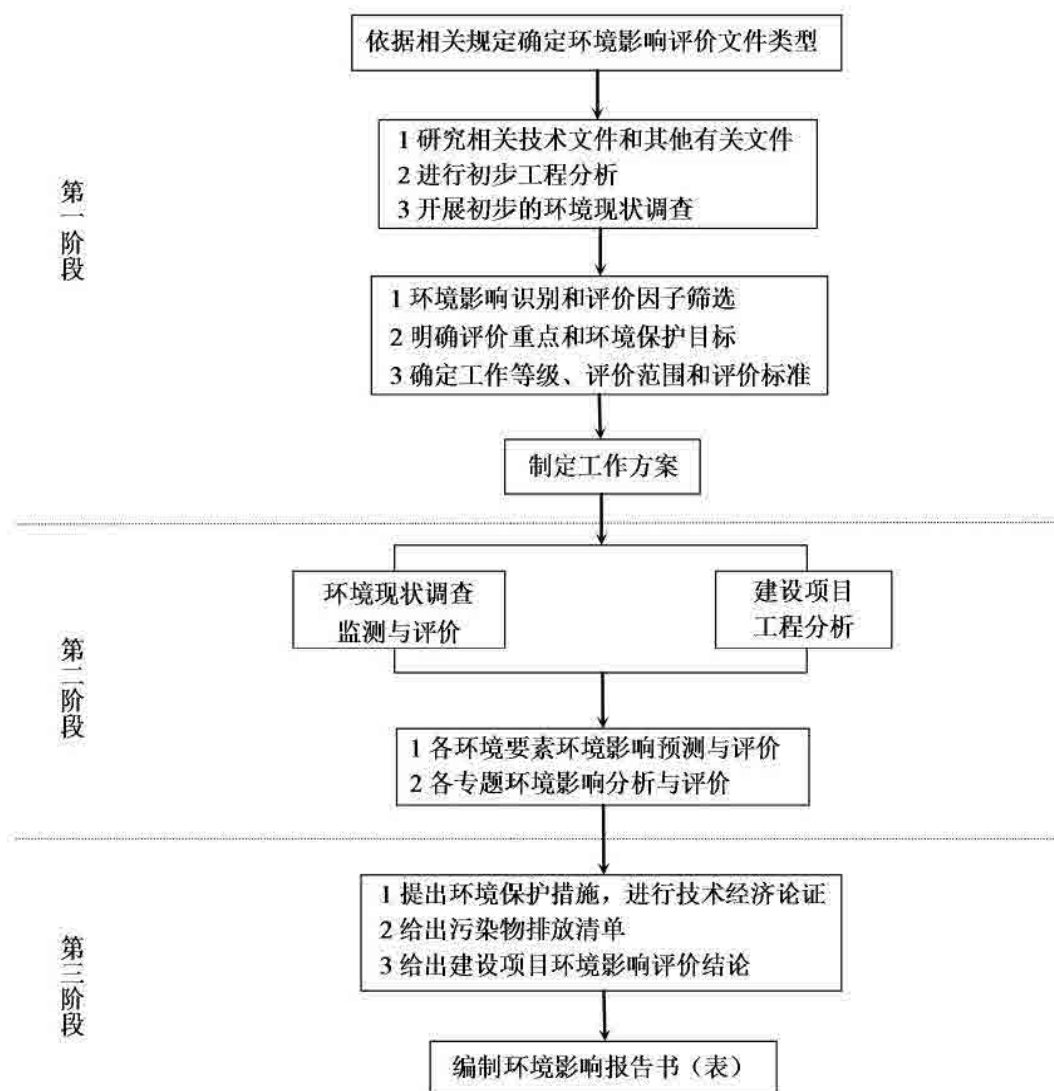 依据相关规定确定环境影响评价文件类型
1 研究相关技术文件和其他有关文件
2 进行初步工程分析
3 开展初步的环境现状调查
第一阶段
1 环境影响识别和评价因子筛选
2 明确评价重点和环境保护目标
3 确定工作等级、评价范围和评价标准
制定工作方案
环境现状调查
监测与评价
建设项目
工程分析
第二阶段
1 各环境要素环境影响预测与评价
2 各专题环境影响分析与评价
1 提出环境保护措施，进行技术经济论证
2 给出污染物排放清单
3 给出建设项目环境影响评价结论
第三阶段
编制环境影响报告书（表）